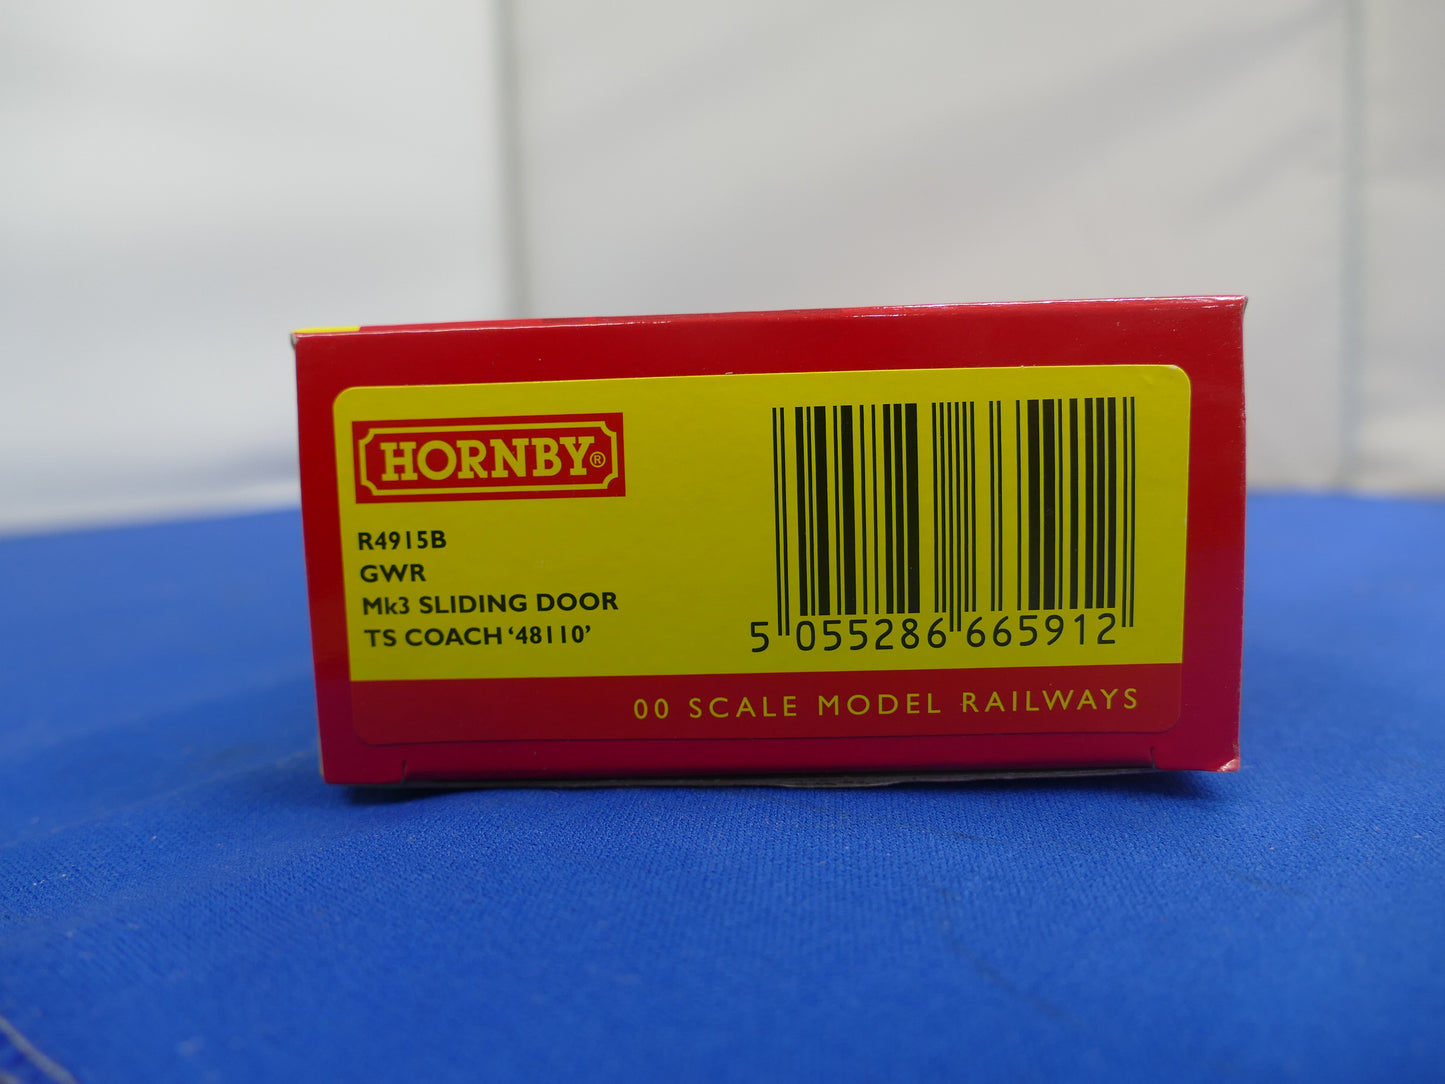 HORNBY®
R4915B
GWR
Mk3 SLIDING DOOR
TS COACH ‘48110’
5 055286 665912
00 SCALE MODEL RAILWAYS